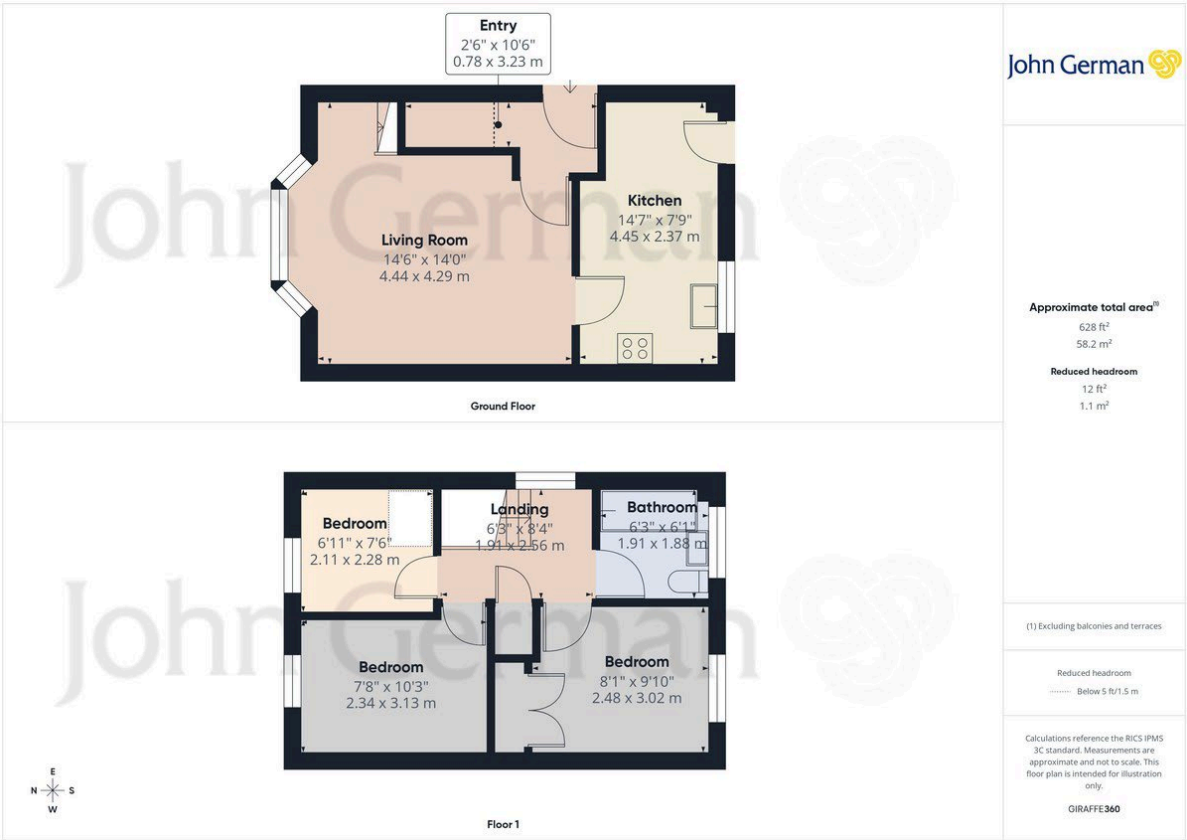 Entry
2'6" x 10'6"
0.78 x 3.23 m
John German
Living Room
14'6" x 14'0"
4.44 x 4.29 m
Kitchen
14'7" x 7'9"
4.45 x 2.37 m
Ground Floor
John German
Bedroom
6'11" x 7'6"
2.11 x 2.28 m
Landing
6'3" x 8'4"
1.91 x 2.56 m
Bathroom
6'3" x 6'1"
1.91 x 1.88 m
Bedroom
7'8" x 10'3"
2.34 x 3.13 m
Bedroom
8'1" x 9'10"
2.48 x 3.02 m
E
N S
W
Floor 1
John German
Approximate total area(1)
628 ft²
58.2 m²
Reduced headroom
12 ft²
1.1 m²
(1) Excluding balconies and terraces
Reduced headroom
Below 5 ft/1.5 m
Calculations reference the RICS IPMS
3C standard. Measurements are
approximate and not to scale. This
floor plan is intended for illustration
only.
GIRAFFE360